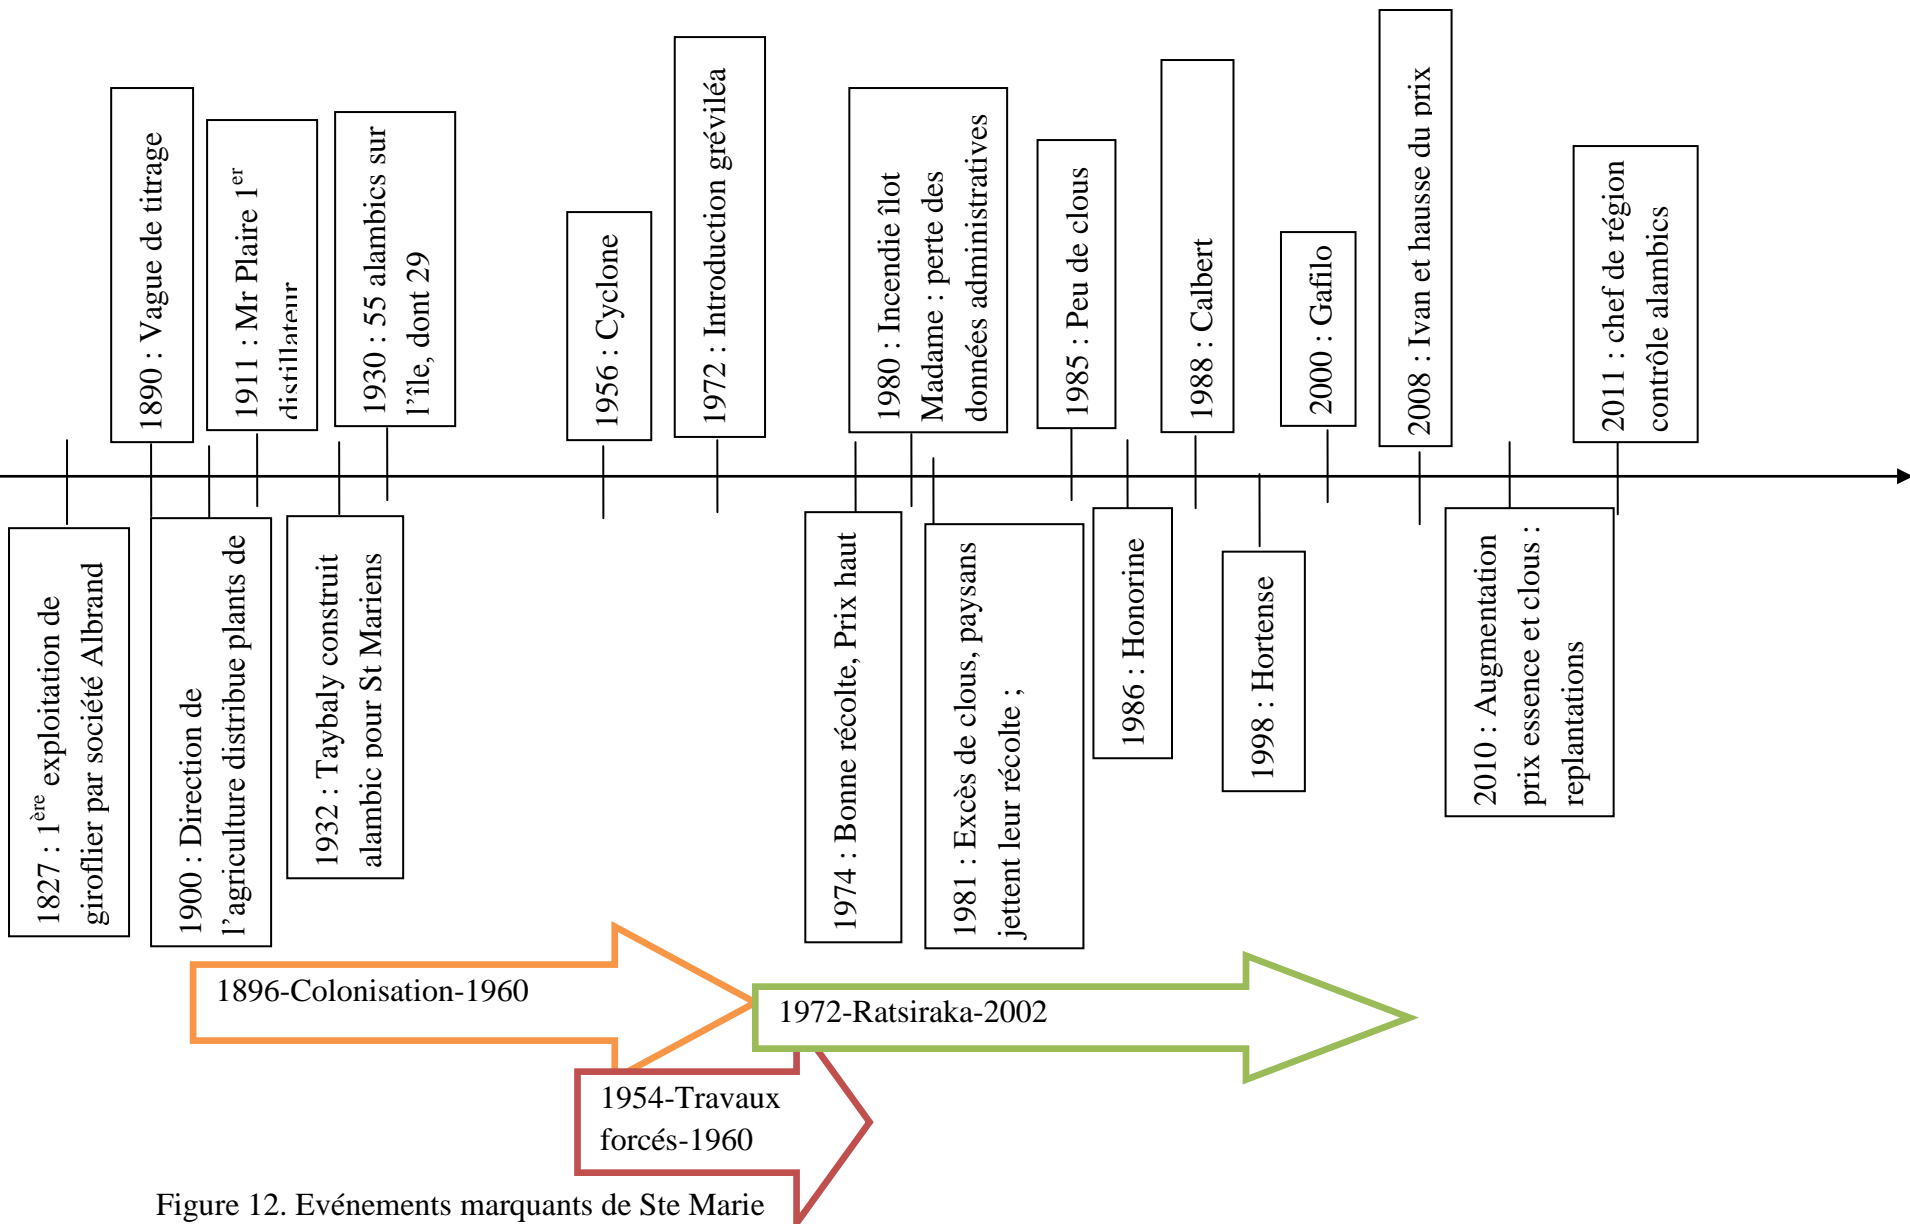 1890 : Vague de titrage
1911 : Mr Plaire 1er
distillateur
1930 : 55 alambics sur
l’île, dont 29
1956 : Cyclone
1972 : Introduction gréviléa
1980 : Incendie îlot
Madame : perte des
données administratives
1985 : Peu de clous
1988 : Calbert
2000 : Gafilo
2008 : Ivan et hausse du prix
2011 : chef de région
contrôle alambics
1827 : 1ère exploitation de
giroflier par société Albrand
1900 : Direction de
l’agriculture distribue plants de
1932 : Taybaly construit
alambic pour St Mariens
1974 : Bonne récolte, Prix haut
1981 : Excès de clous, paysans
jettent leur récolte ;
1986 : Honorine
1998 : Hortense
2010 : Augmentation
prix essence et clous :
replantations
1896-Colonisation-1960
1972-Ratsiraka-2002
1954-Travaux
forcés-1960
Figure 12. Evénements marquants de Ste Marie